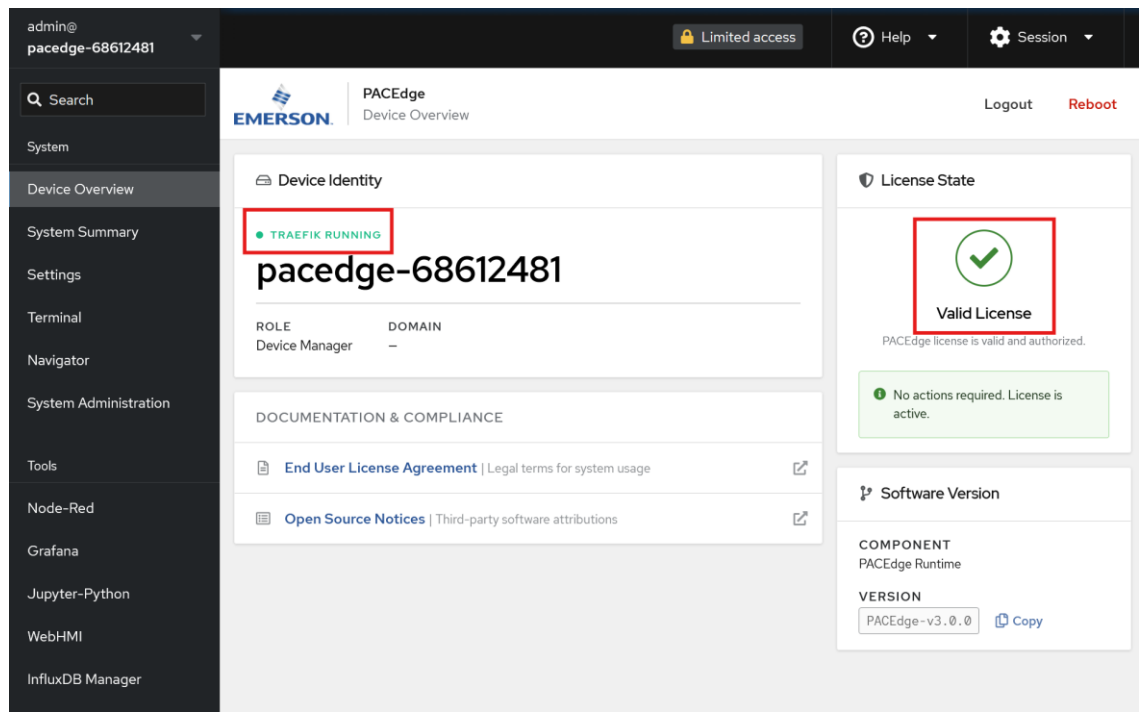 admin@
pacedge-68612481
Limited access
Help
Session
Search
EMERSON.
PACEdge
Device Overview
Logout
Reboot
System
Device Overview
System Summary
Settings
Terminal
Navigator
System Administration
Tools
Node-Red
Grafana
Jupyter-Python
WebHMI
InfluxDB Manager
Device Identity
TRAEFIK RUNNING
pacedge-68612481
ROLE DOMAIN
Device Manager –
DOCUMENTATION & COMPLIANCE
End User License Agreement | Legal terms for system usage
Open Source Notices | Third-party software attributions
License State
Valid License
PACEdge license is valid and authorized.
No actions required. License is
active.
Software Version
COMPONENT
PACEdge Runtime
VERSION
PACEdge-v3.0.0 Copy